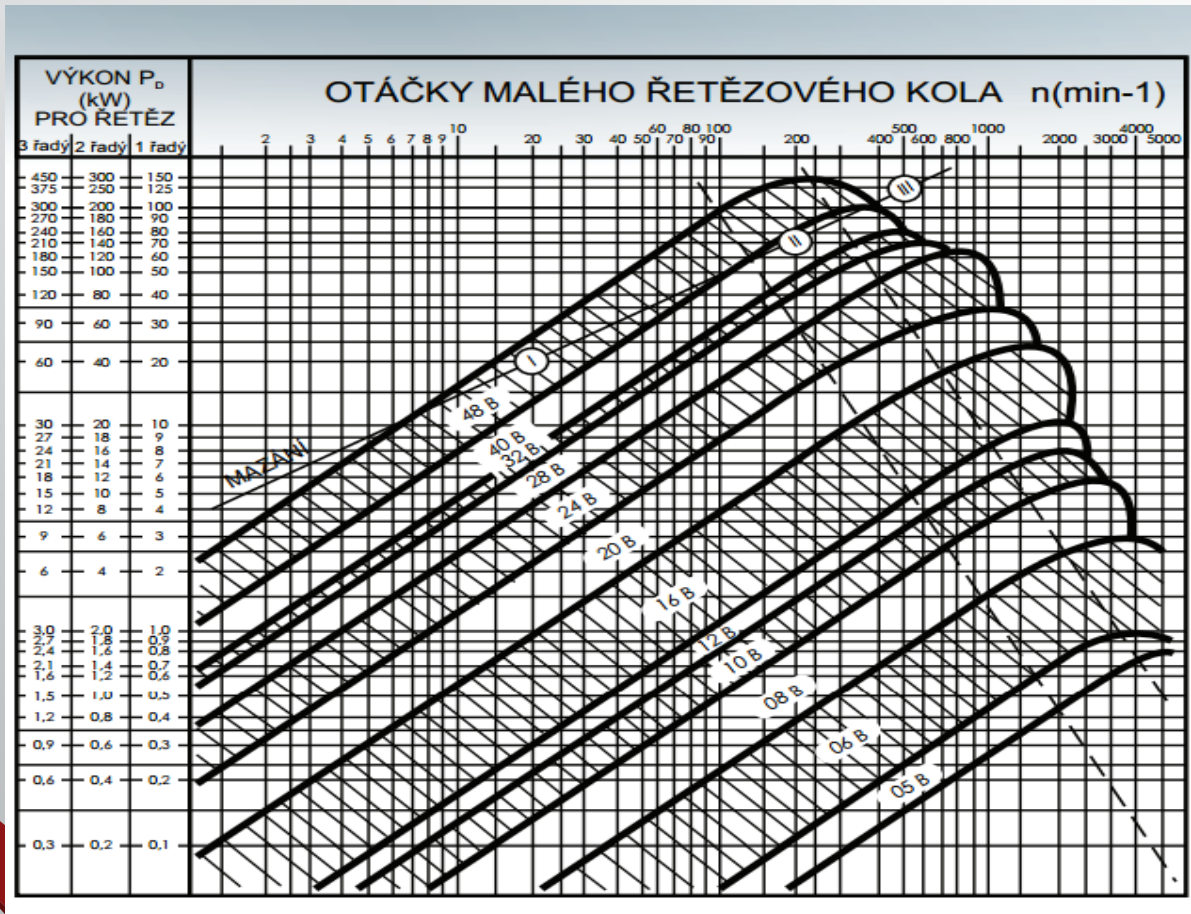 VÝKON P_D
(kW)
PRO ŘETĚZ
OTÁČKY MALÉHO ŘETĚZOVÉHO KOLA n(min-1)
3 řadý 2 řadý 1 řadý
2 3 4 5 6 7 8 9 10 20 30 40 50 60 70 80 90 100 200 400 500 600 800 1000 2000 3000 4000 5000
450 300 150
375 250 125
300 200 100
270 180 90
240 160 80
210 140 70
180 120 60
150 100 50
120 80 40
90 60 30
60 40 20
30 20 10
27 18 9
24 16 8
21 14 7
18 12 6
15 10 5
12 8 4
9 6 3
6 4 2
3,0 2,0 1,0
2,7 1,8 0,9
2,4 1,6 0,8
2,1 1,4 0,7
1,6 1,2 0,6
1,5 1,0 0,5
1,2 0,8 0,4
0,9 0,6 0,3
0,6 0,4 0,2
0,3 0,2 0,1
III
II
I
MAZÁNÍ
48 B
40 B
32 B
28 B
24 B
20 B
16 B
12 B
10 B
08 B
06 B
05 B